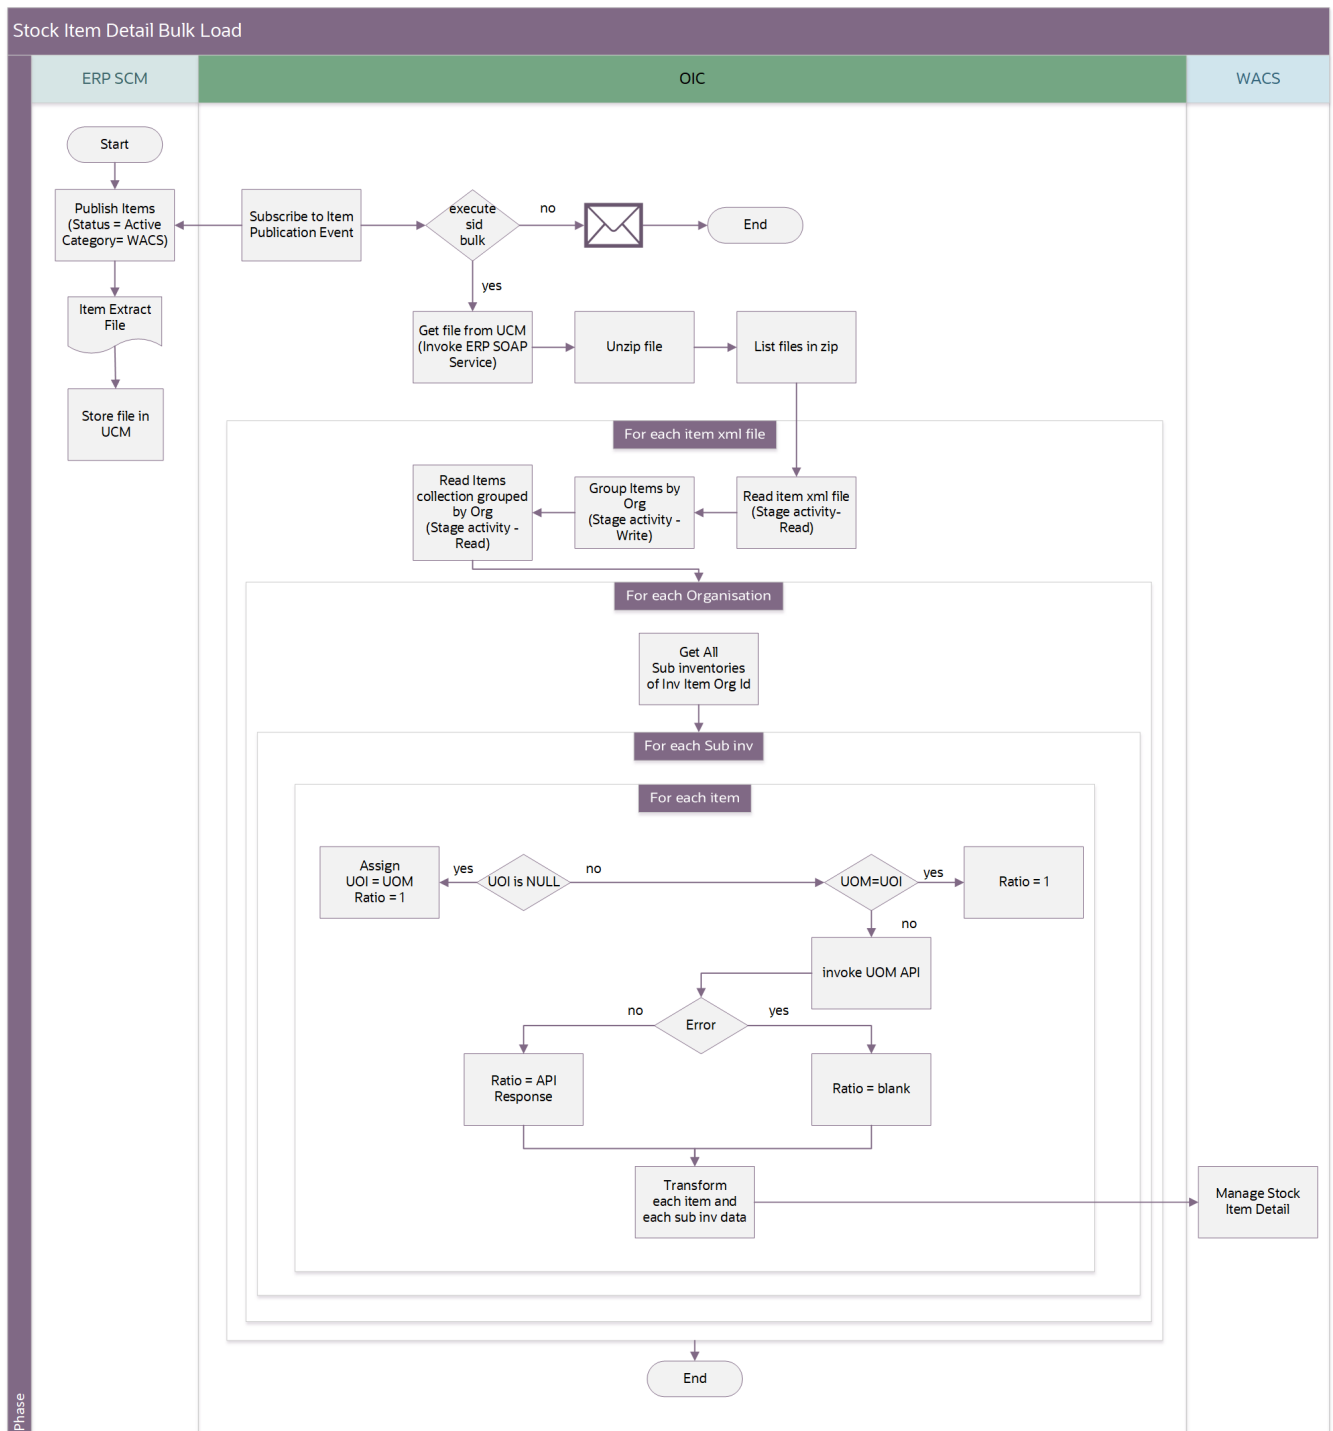 Stock Item Detail Bulk Load
ERP SCM
OIC
WACS
Start
Publish Items
(Status = Active
Category= WACS)
Subscribe to Item
Publication Event
execute
sid
bulk
no
End
yes
Item Extract
File
Get file from UCM
(Invoke ERP SOAP
Service)
Unzip file
List files in zip
Store file in
UCM
For each item xml file
Read Items
collection grouped
by Org
(Stage activity -
Read)
Group Items by
Org
(Stage activity -
Write)
Read item xml file
(Stage activity-
Read)
For each Organisation
Get All
Sub inventories
of Inv Item Org Id
For each Sub inv
For each item
Assign
UOI = UOM
Ratio = 1
yes
UOI is NULL
no
UOM=UOI
yes
Ratio = 1
no
invoke UOM API
no
Error
yes
Ratio = API
Response
Ratio = blank
Transform
each item and
each sub inv data
Manage Stock
Item Detail
End
Phase